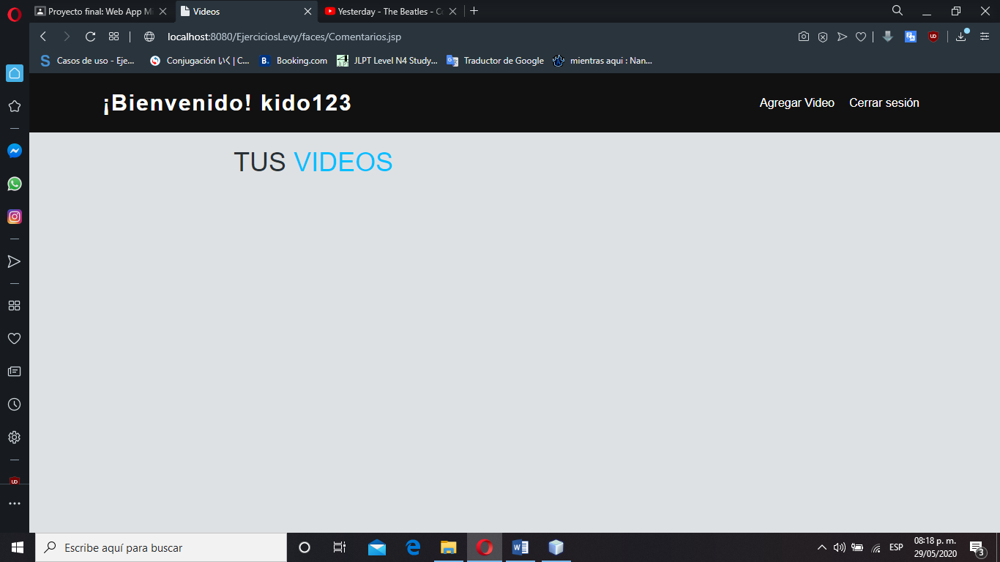 Proyecto final: Web App M
Videos
Yesterday - The Beatles - C
localhost:8080/EjerciciosLevy/faces/Comentarios.jsp
S Casos de uso - Eje...
Conjugación いく | C...
B. Booking.com
JLPT JLPT Level N4 Study...
Traductor de Google
mientras aqui : Nan...
¡Bienvenido! kido123
Agregar Video
Cerrar sesión
TUS VIDEOS
Escribe aquí para buscar
ESP
08:18 p. m.
29/05/2020
3